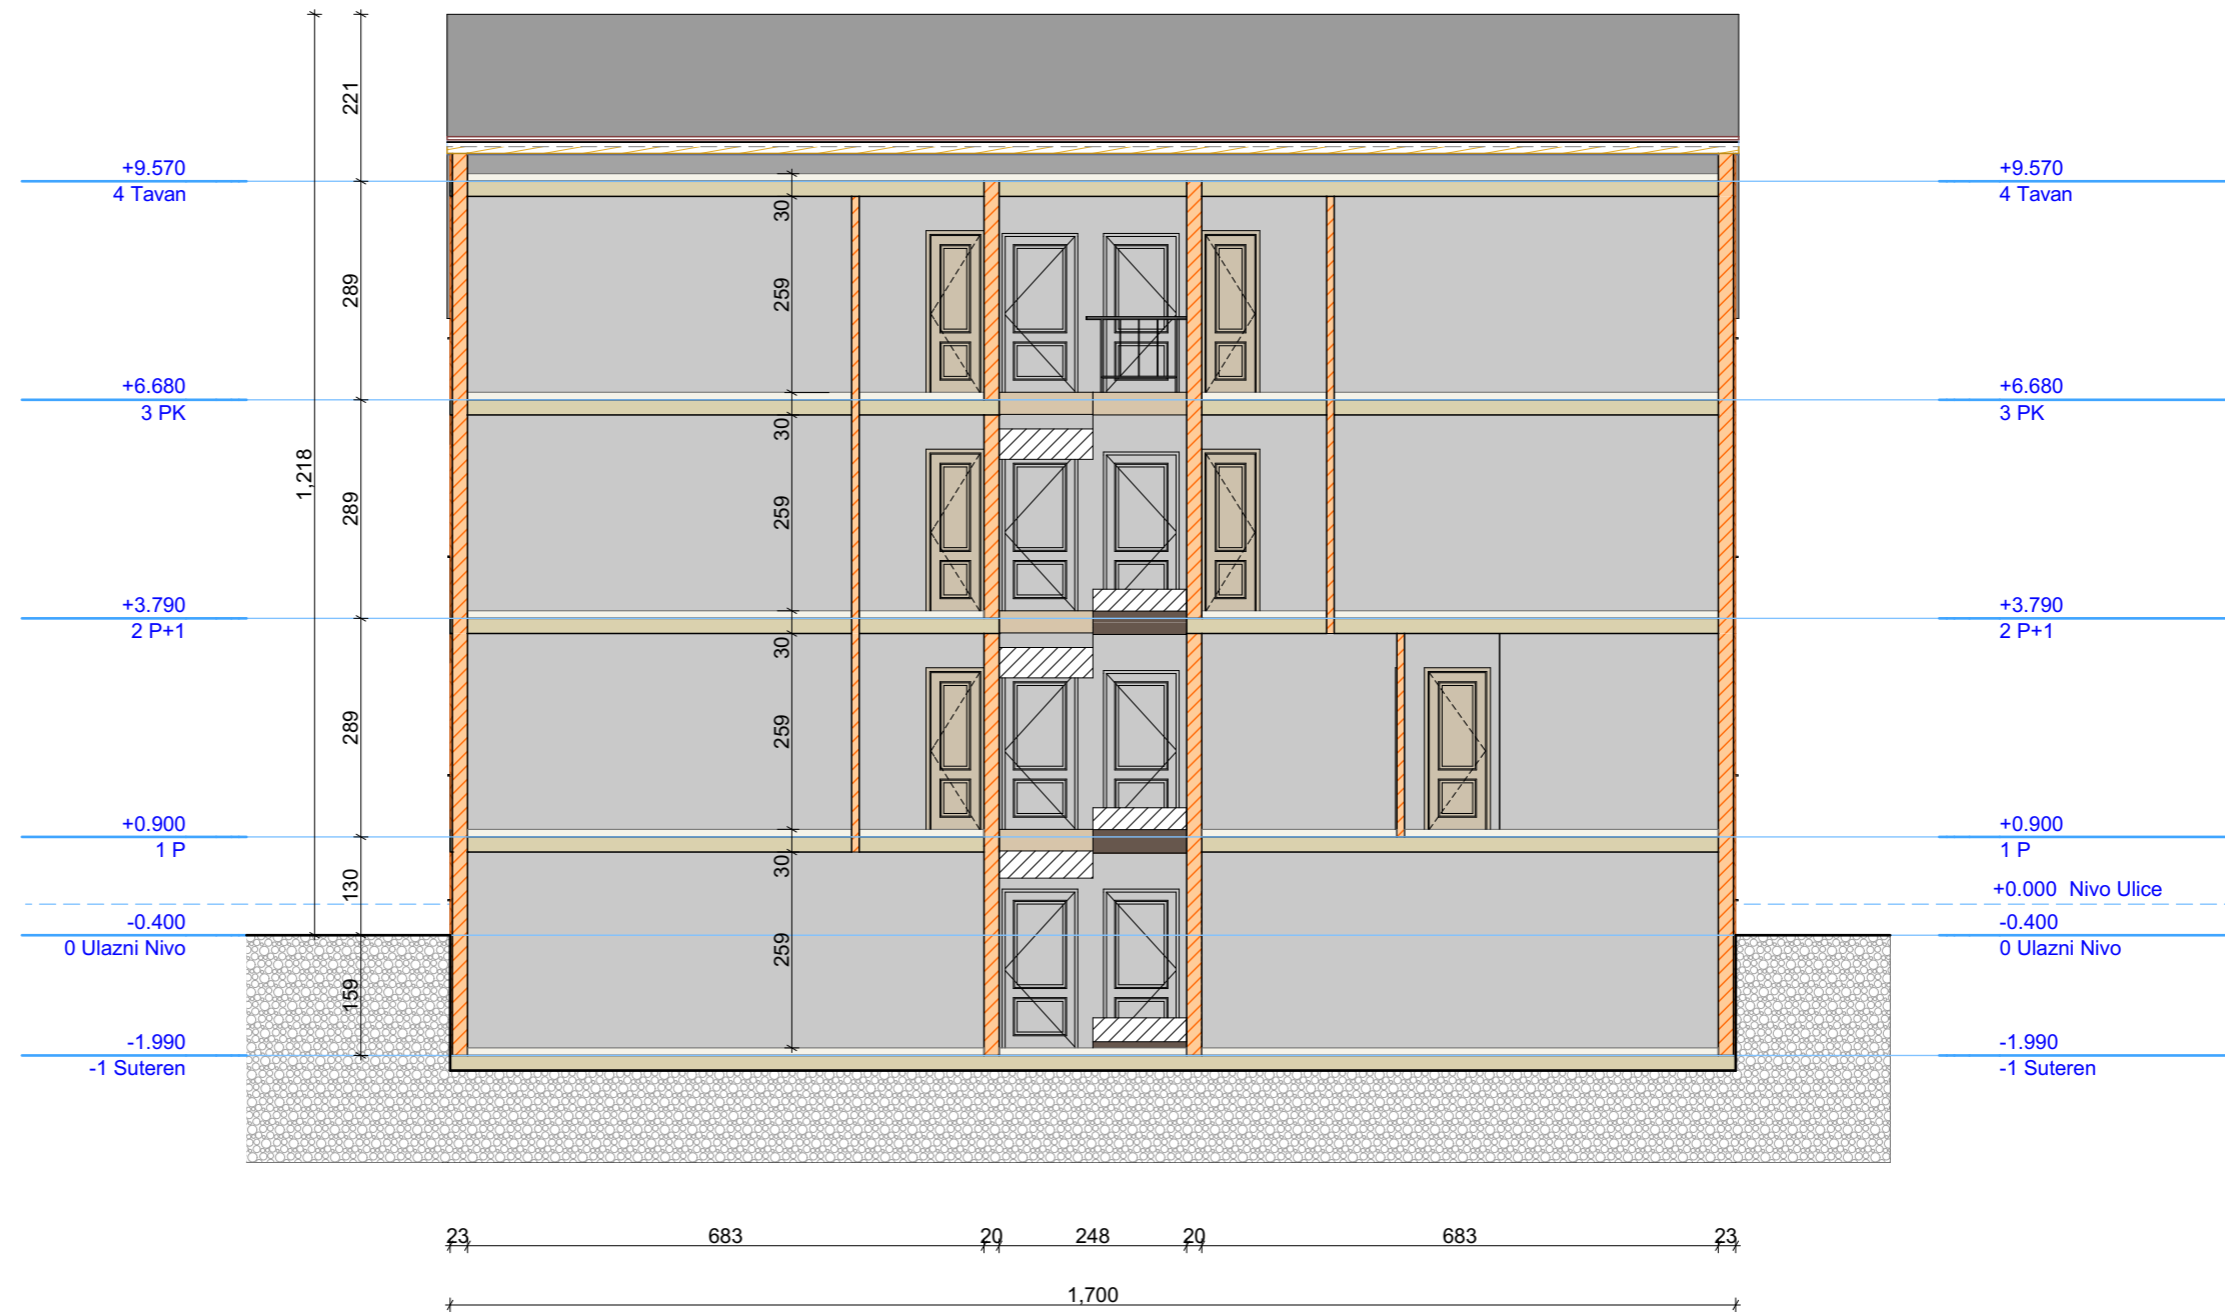 221
+9.570
4 Tavan
+9.570
4 Tavan
30
289
259
+6.680
3 PK
+6.680
3 PK
30
1,218
289
259
+3.790
2 P+1
+3.790
2 P+1
30
289
259
+0.900
1 P
+0.900
1 P
30
130
+0.000 Nivo Ulice
-0.400
0 Ulazni Nivo
-0.400
0 Ulazni Nivo
259
159
-1.990
-1 Suteren
-1.990
-1 Suteren
23 683 20 248 20 683 23
1,700